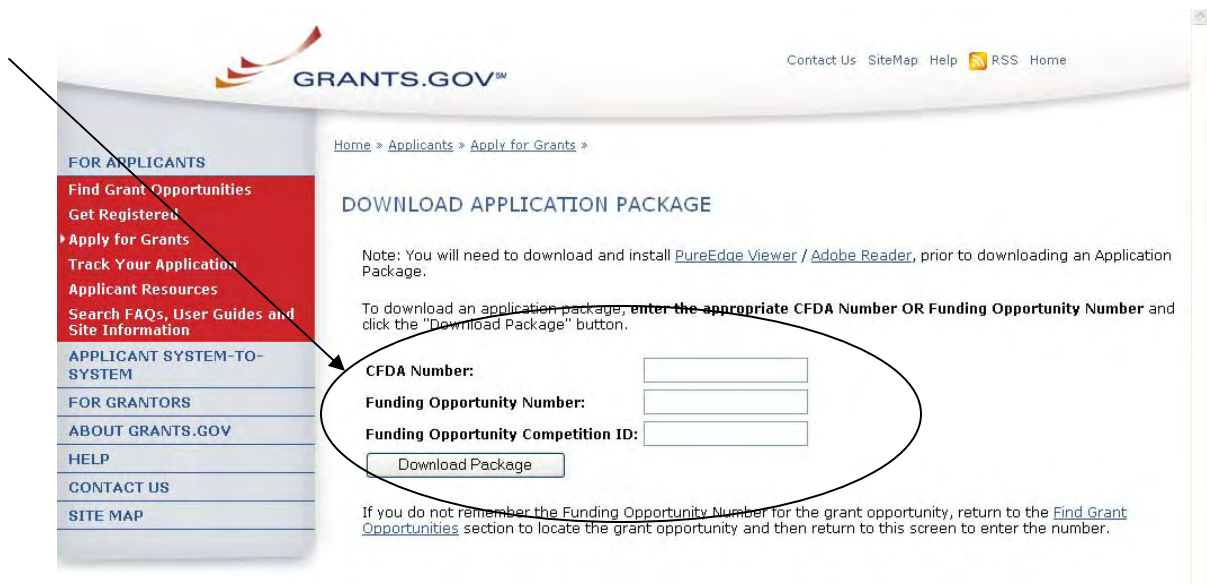 GRANTS.GOV℠
Contact Us SiteMap Help RSS Home
FOR APPLICANTS
Find Grant Opportunities
Get Registered
Apply for Grants
Track Your Application
Applicant Resources
Search FAQs, User Guides and
Site Information
APPLICANT SYSTEM-TO-
SYSTEM
FOR GRANTORS
ABOUT GRANTS.GOV
HELP
CONTACT US
SITE MAP
Home » Applicants » Apply for Grants »
DOWNLOAD APPLICATION PACKAGE
Note: You will need to download and install PureEdge Viewer / Adobe Reader, prior to downloading an Application
Package.
To download an application package, enter the appropriate CFDA Number OR Funding Opportunity Number and
click the "Download Package" button.
CFDA Number:
Funding Opportunity Number:
Funding Opportunity Competition ID:
Download Package
If you do not remember the Funding Opportunity Number for the grant opportunity, return to the Find Grant
Opportunities section to locate the grant opportunity and then return to this screen to enter the number.